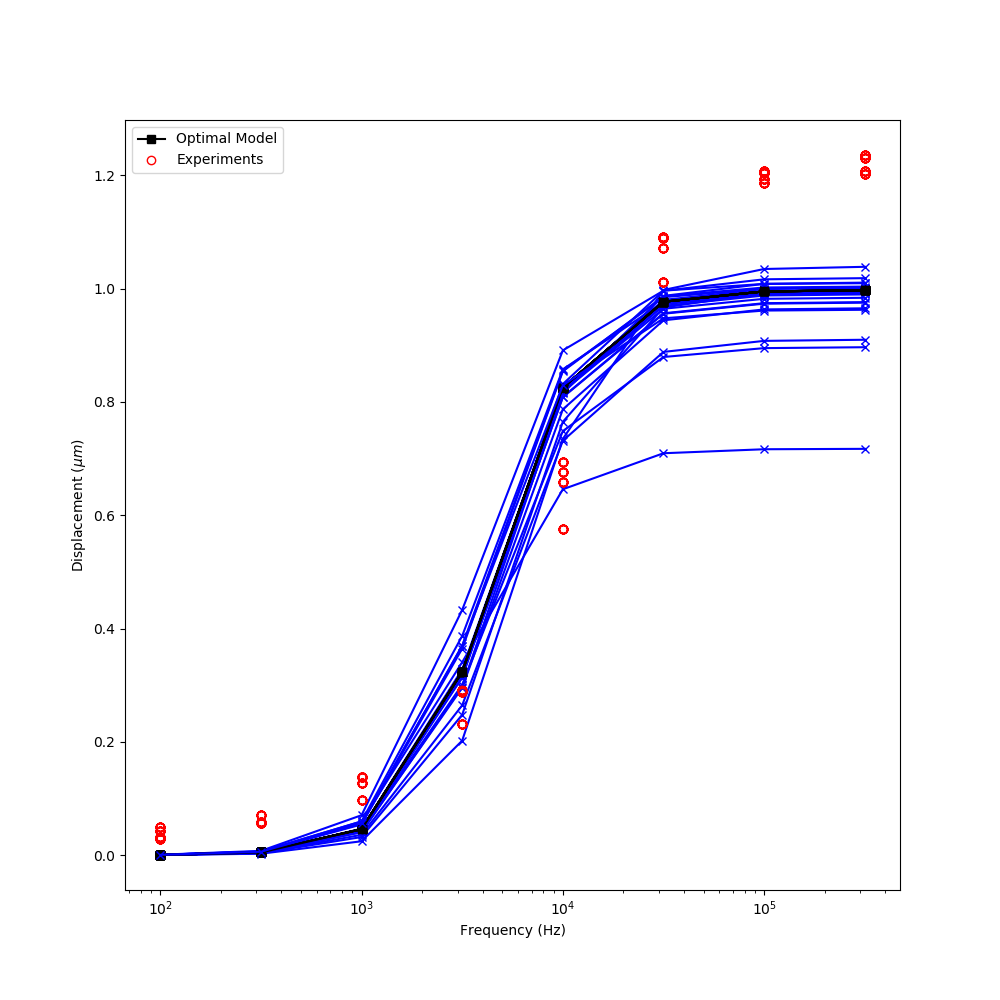 Optimal Model
Experiments
1.2
1.0
0.8
0.6
0.4
0.2
0.0
Displacement (μm)
10² 10³ 10⁴ 10⁵
Frequency (Hz)